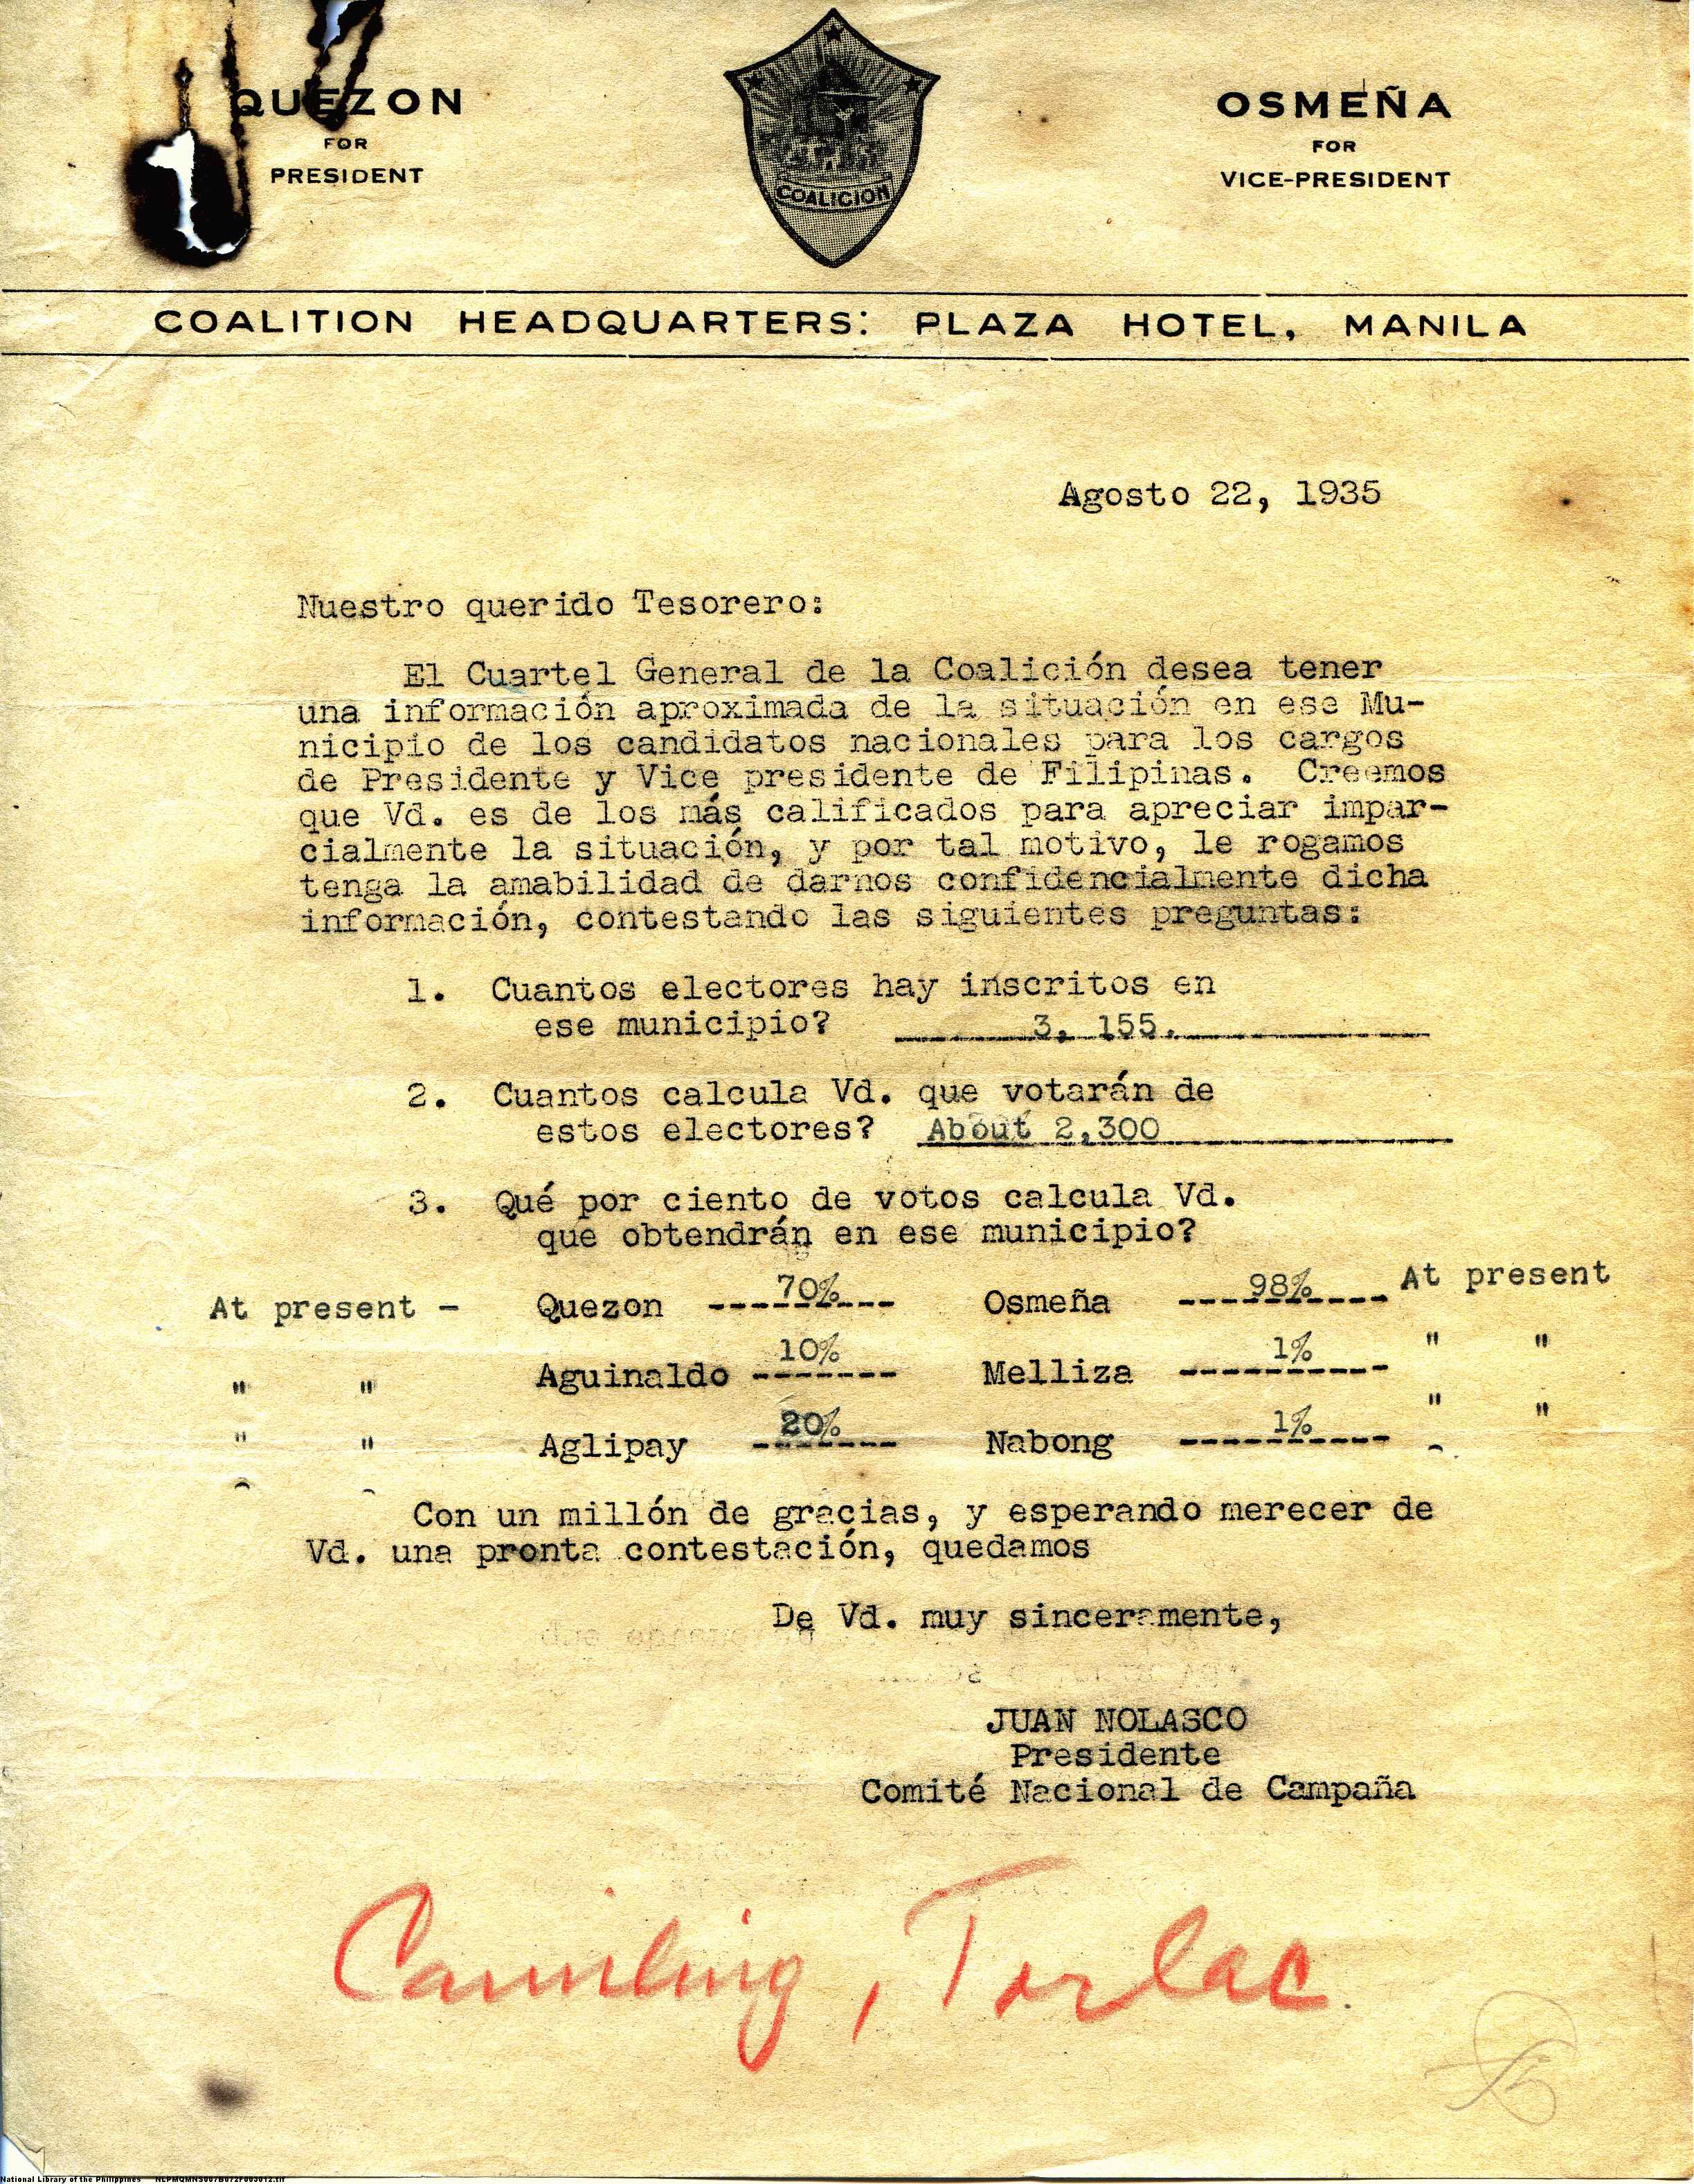 QUEZON
FOR
PRESIDENT
COALICION
OSMEÑA
FOR
VICE-PRESIDENT
COALITION HEADQUARTERS: PLAZA HOTEL, MANILA
Agosto 22, 1935
Nuestro querido Tesorero:
El Cuartel General de la Coalición desea tener
una información aproximada de la situación en ese Mu-
nicipio de los candidatos nacionales para los cargos
de Presidente y Vice presidente de Filipinas. Creemos
que Vd. es de los más calificados para apreciar impar-
cialmente la situación, y por tal motivo, le rogamos
tenga la amabilidad de darnos confidencialmente dicha
información, contestando las siguientes preguntas:
1. Cuantos electores hay inscritos en
ese municipio? 3, 155.
2. Cuantos calcula Vd. que votarán de
estos electores? About 2,300
3. Qué por ciento de votos calcula Vd.
que obtendrán en ese municipio?
At present - Quezon 70% Osmeña 98% At present
" " Aguinaldo 10% Melliza 1% " "
" " Aglipay 20% Nabong 1% " "
Con un millón de gracias, y esperando merecer de
Vd. una pronta contestación, quedamos
De Vd. muy sinceramente,
JUAN NOLASCO
Presidente
Comité Nacional de Campaña
Camiling, Tarlac.
National Library of the Philippines